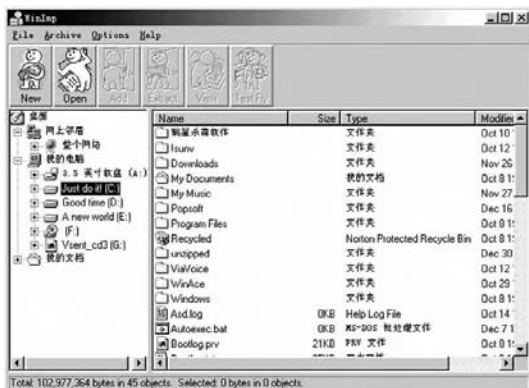 WinImp
File Archive Options Help
New Open Add Extract View Test Fly
桌面
网上邻居
整个网络
我的电脑
3.5 英寸软盘 (A:)
Just do it! (C:)
Good time (D:)
A new world (E:)
(F:)
Vsent_cd3 (G:)
我的文档
Name Size Type Modifie
瑞星杀毒软件 文件夹 Oct 10
Isunv 文件夹 Oct 12
Downloads 文件夹 Nov 26
My Documents 我的文档 Oct 8 1
My Music 文件夹 Nov 27
Popsoft 文件夹 Dec 16
Program Files 文件夹 Oct 8 1
Recycled Norton Protected Recycle Bin Oct 8 1
unzipped 文件夹 Dec 30
ViaVoice 文件夹 Oct 12
WinAce 文件夹 Oct 29
Windows 文件夹 Oct 8 1
Asd.log 0KB Help Log File Oct 14
Autoexec.bat 0KB MS-DOS 批处理文件 Dec 7 1
Bootlog.prv 21KB PRV 文件 Oct 8 1
Total: 102,977,364 bytes in 45 objects. Selected: 0 bytes in 0 objects.